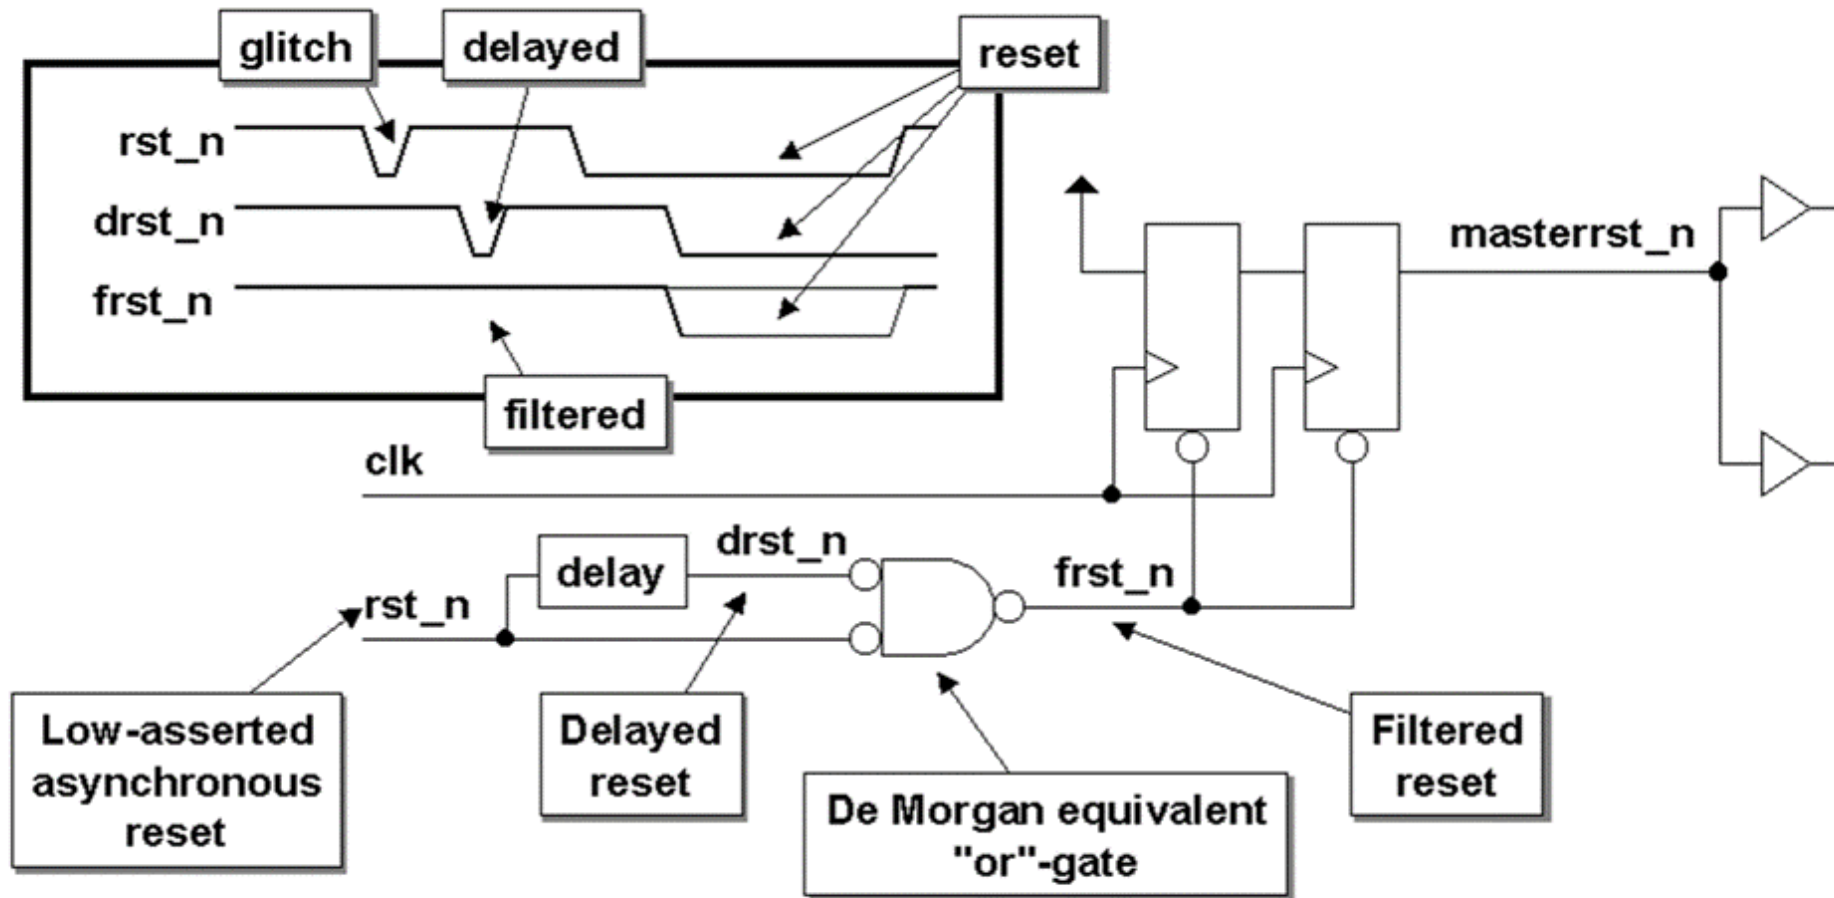 glitch
delayed
reset
rst_n
drst_n
frst_n
filtered
masterrst_n
clk
delay
drst_n
rst_n
frst_n
Low-asserted
asynchronous
reset
Delayed
reset
De Morgan equivalent
"or"-gate
Filtered
reset